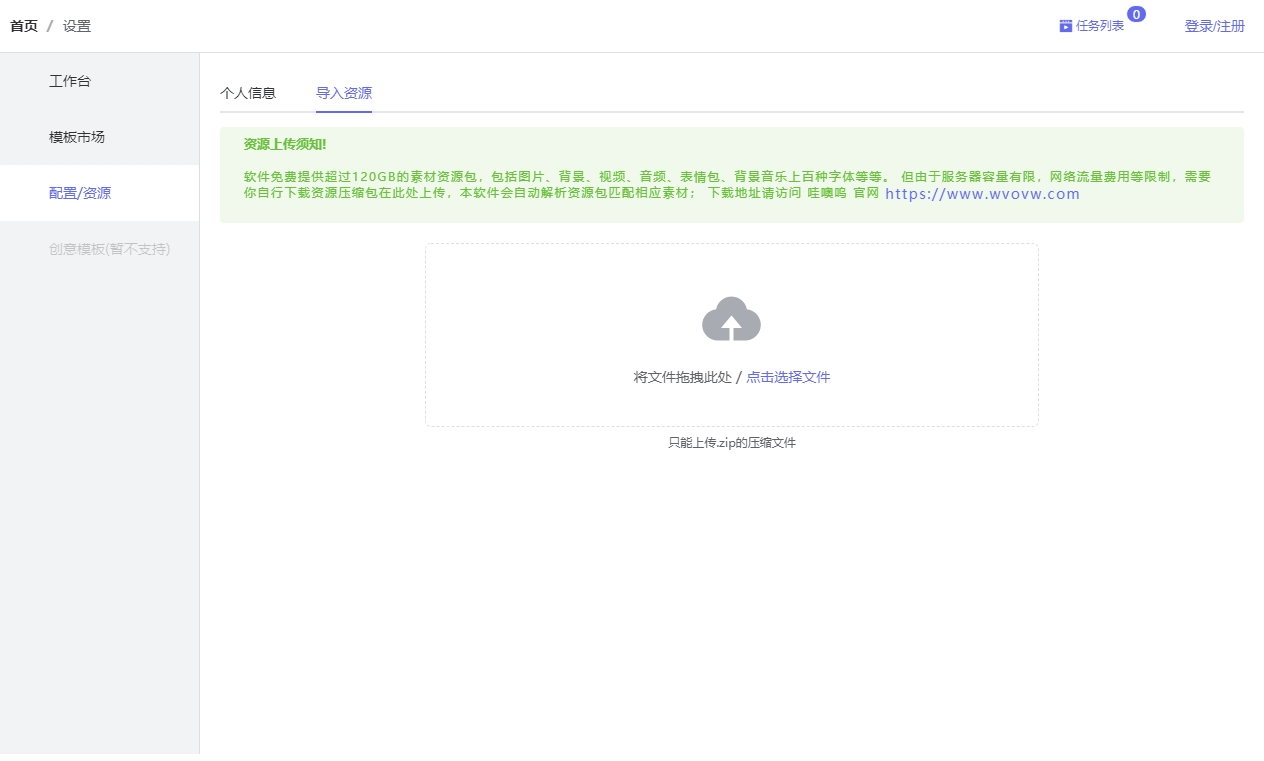 首页 / 设置
任务列表 0
登录/注册
工作台
模板市场
配置/资源
创意模板(暂不支持)
个人信息
导入资源
资源上传须知!
软件免费提供超过120GB的素材资源包，包括图片、背景、视频、音频、表情包、背景音乐上百种字体等等。 但由于服务器容量有限，网络流量费用等限制，需要
你自行下载资源压缩包在此处上传，本软件会自动解析资源包匹配相应素材； 下载地址请访问 哇噢呜 官网 https://www.wvovw.com
将文件拖拽此处 / 点击选择文件
只能上传.zip的压缩文件